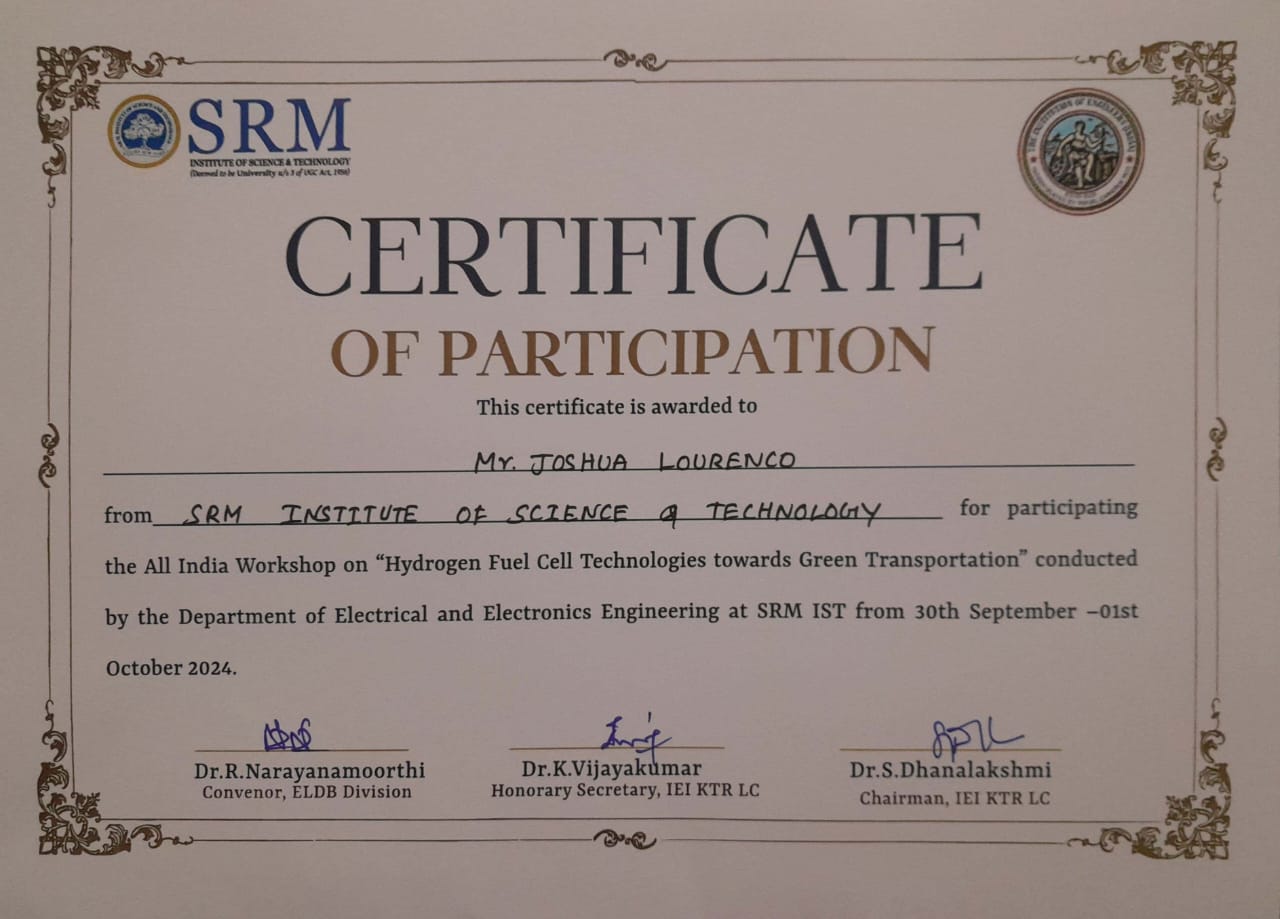 SRM
INSTITUTE OF SCIENCE & TECHNOLOGY
(Deemed to be University u/s 3 of UGC Act, 1956)
THE INSTITUTION OF ENGINEERS (INDIA)
CERTIFICATE
OF PARTICIPATION
This certificate is awarded to
Mr. JOSHUA LOURENCO
from SRM INSTITUTE OF SCIENCE & TECHNOLOGY for participating
the All India Workshop on “Hydrogen Fuel Cell Technologies towards Green Transportation” conducted
by the Department of Electrical and Electronics Engineering at SRM IST from 30th September –01st
October 2024.
Dr.R.Narayanamoorthi
Convenor, ELDB Division
Dr.K.Vijayakumar
Honorary Secretary, IEI KTR LC
Dr.S.Dhanalakshmi
Chairman, IEI KTR LC